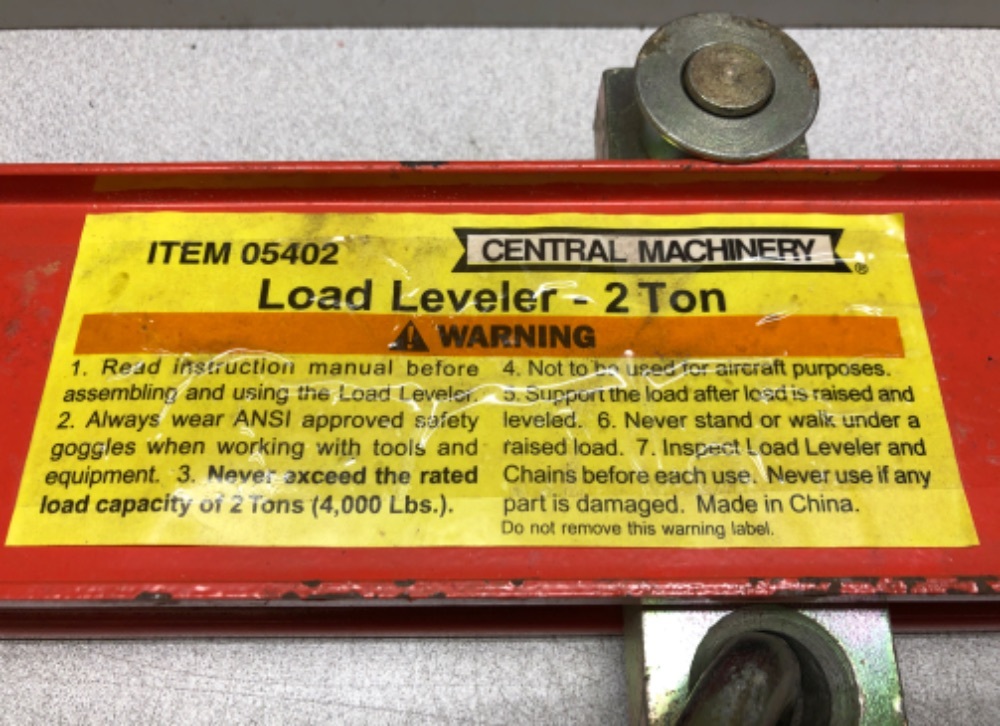 ITEM 05402
CENTRAL MACHINERY ®
Load Leveler - 2 Ton
WARNING
1. Read instruction manual before
assembling and using the Load Leveler.
2. Always wear ANSI approved safety
goggles when working with tools and
equipment. 3. Never exceed the rated
load capacity of 2 Tons (4,000 Lbs.).
4. Not to be used for aircraft purposes.
5. Support the load after load is raised and
leveled. 6. Never stand or walk under a
raised load. 7. Inspect Load Leveler and
Chains before each use. Never use if any
part is damaged. Made in China.
Do not remove this warning label.